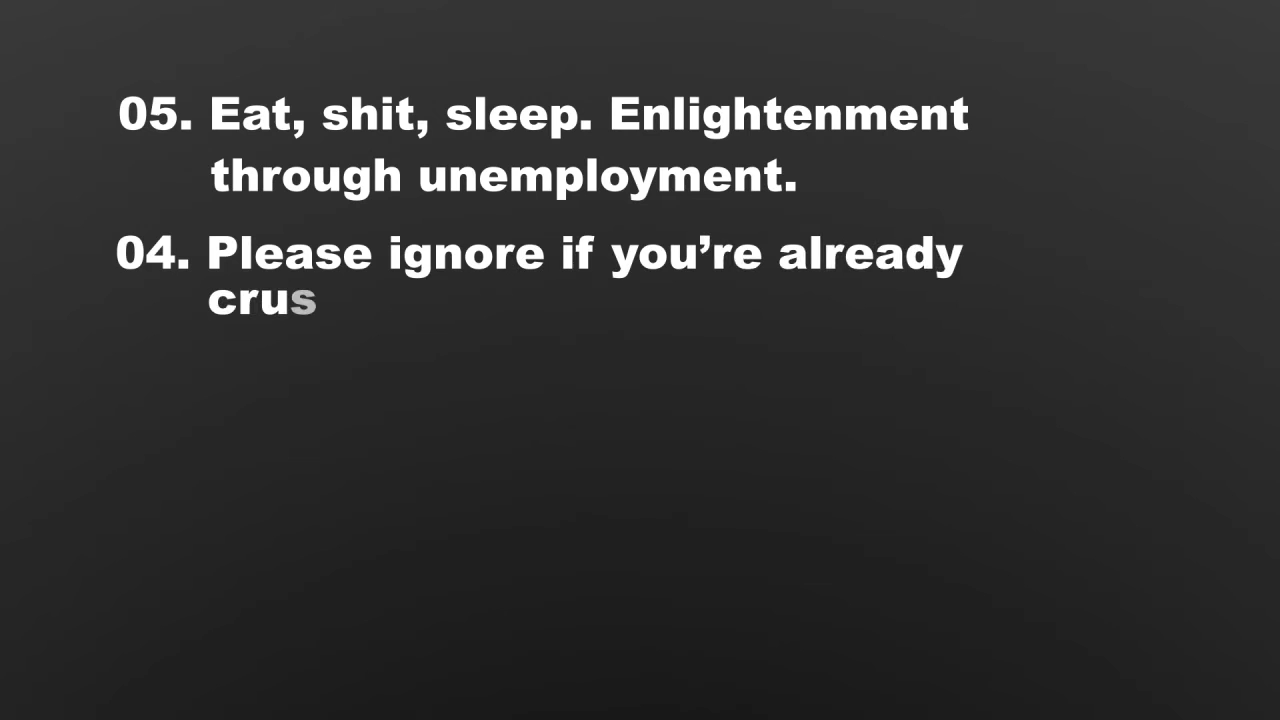 05. Eat, shit, sleep. Enlightenment
through unemployment.
04. Please ignore if you’re already
crus